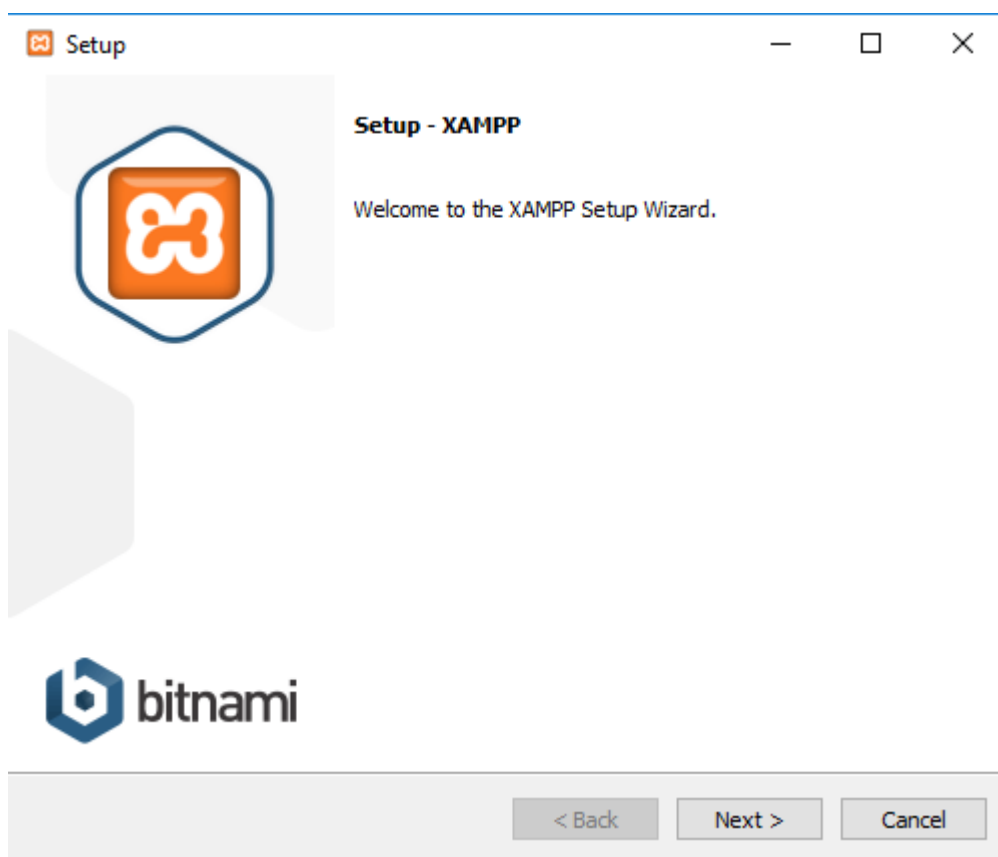 Setup
Setup - XAMPP
Welcome to the XAMPP Setup Wizard.
bitnami
< Back
Next >
Cancel